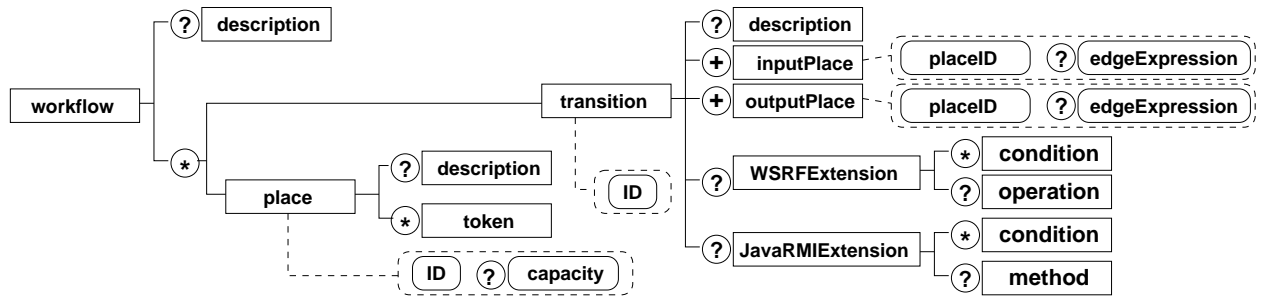 ? description
? description
+ inputPlace placeID ? edgeExpression
workflow transition + outputPlace placeID ? edgeExpression
* ? description
place * token
ID ? capacity
ID
? WSRFExtension * condition
? operation
? JavaRMIExtension * condition
? method